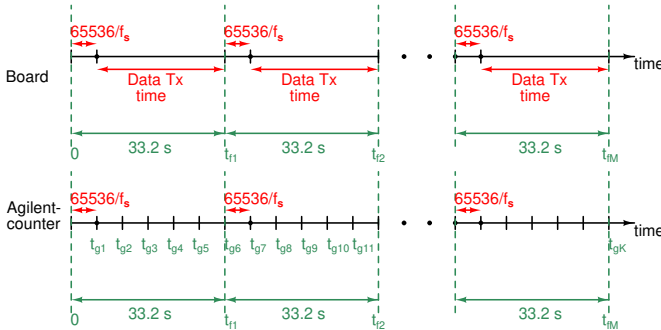 65536/fs 65536/fs 65536/fs
time
Board
Data Tx time Data Tx time Data Tx time
33.2 s 33.2 s 33.2 s
0 tf1 tf2 tfM
65536/fs 65536/fs 65536/fs
Agilent-
counter
time
tg1 tg2 tg3 tg4 tg5 tg6 tg7 tg8 tg9 tg10 tg11 tgK
33.2 s 33.2 s 33.2 s
0 tf1 tf2 tfM